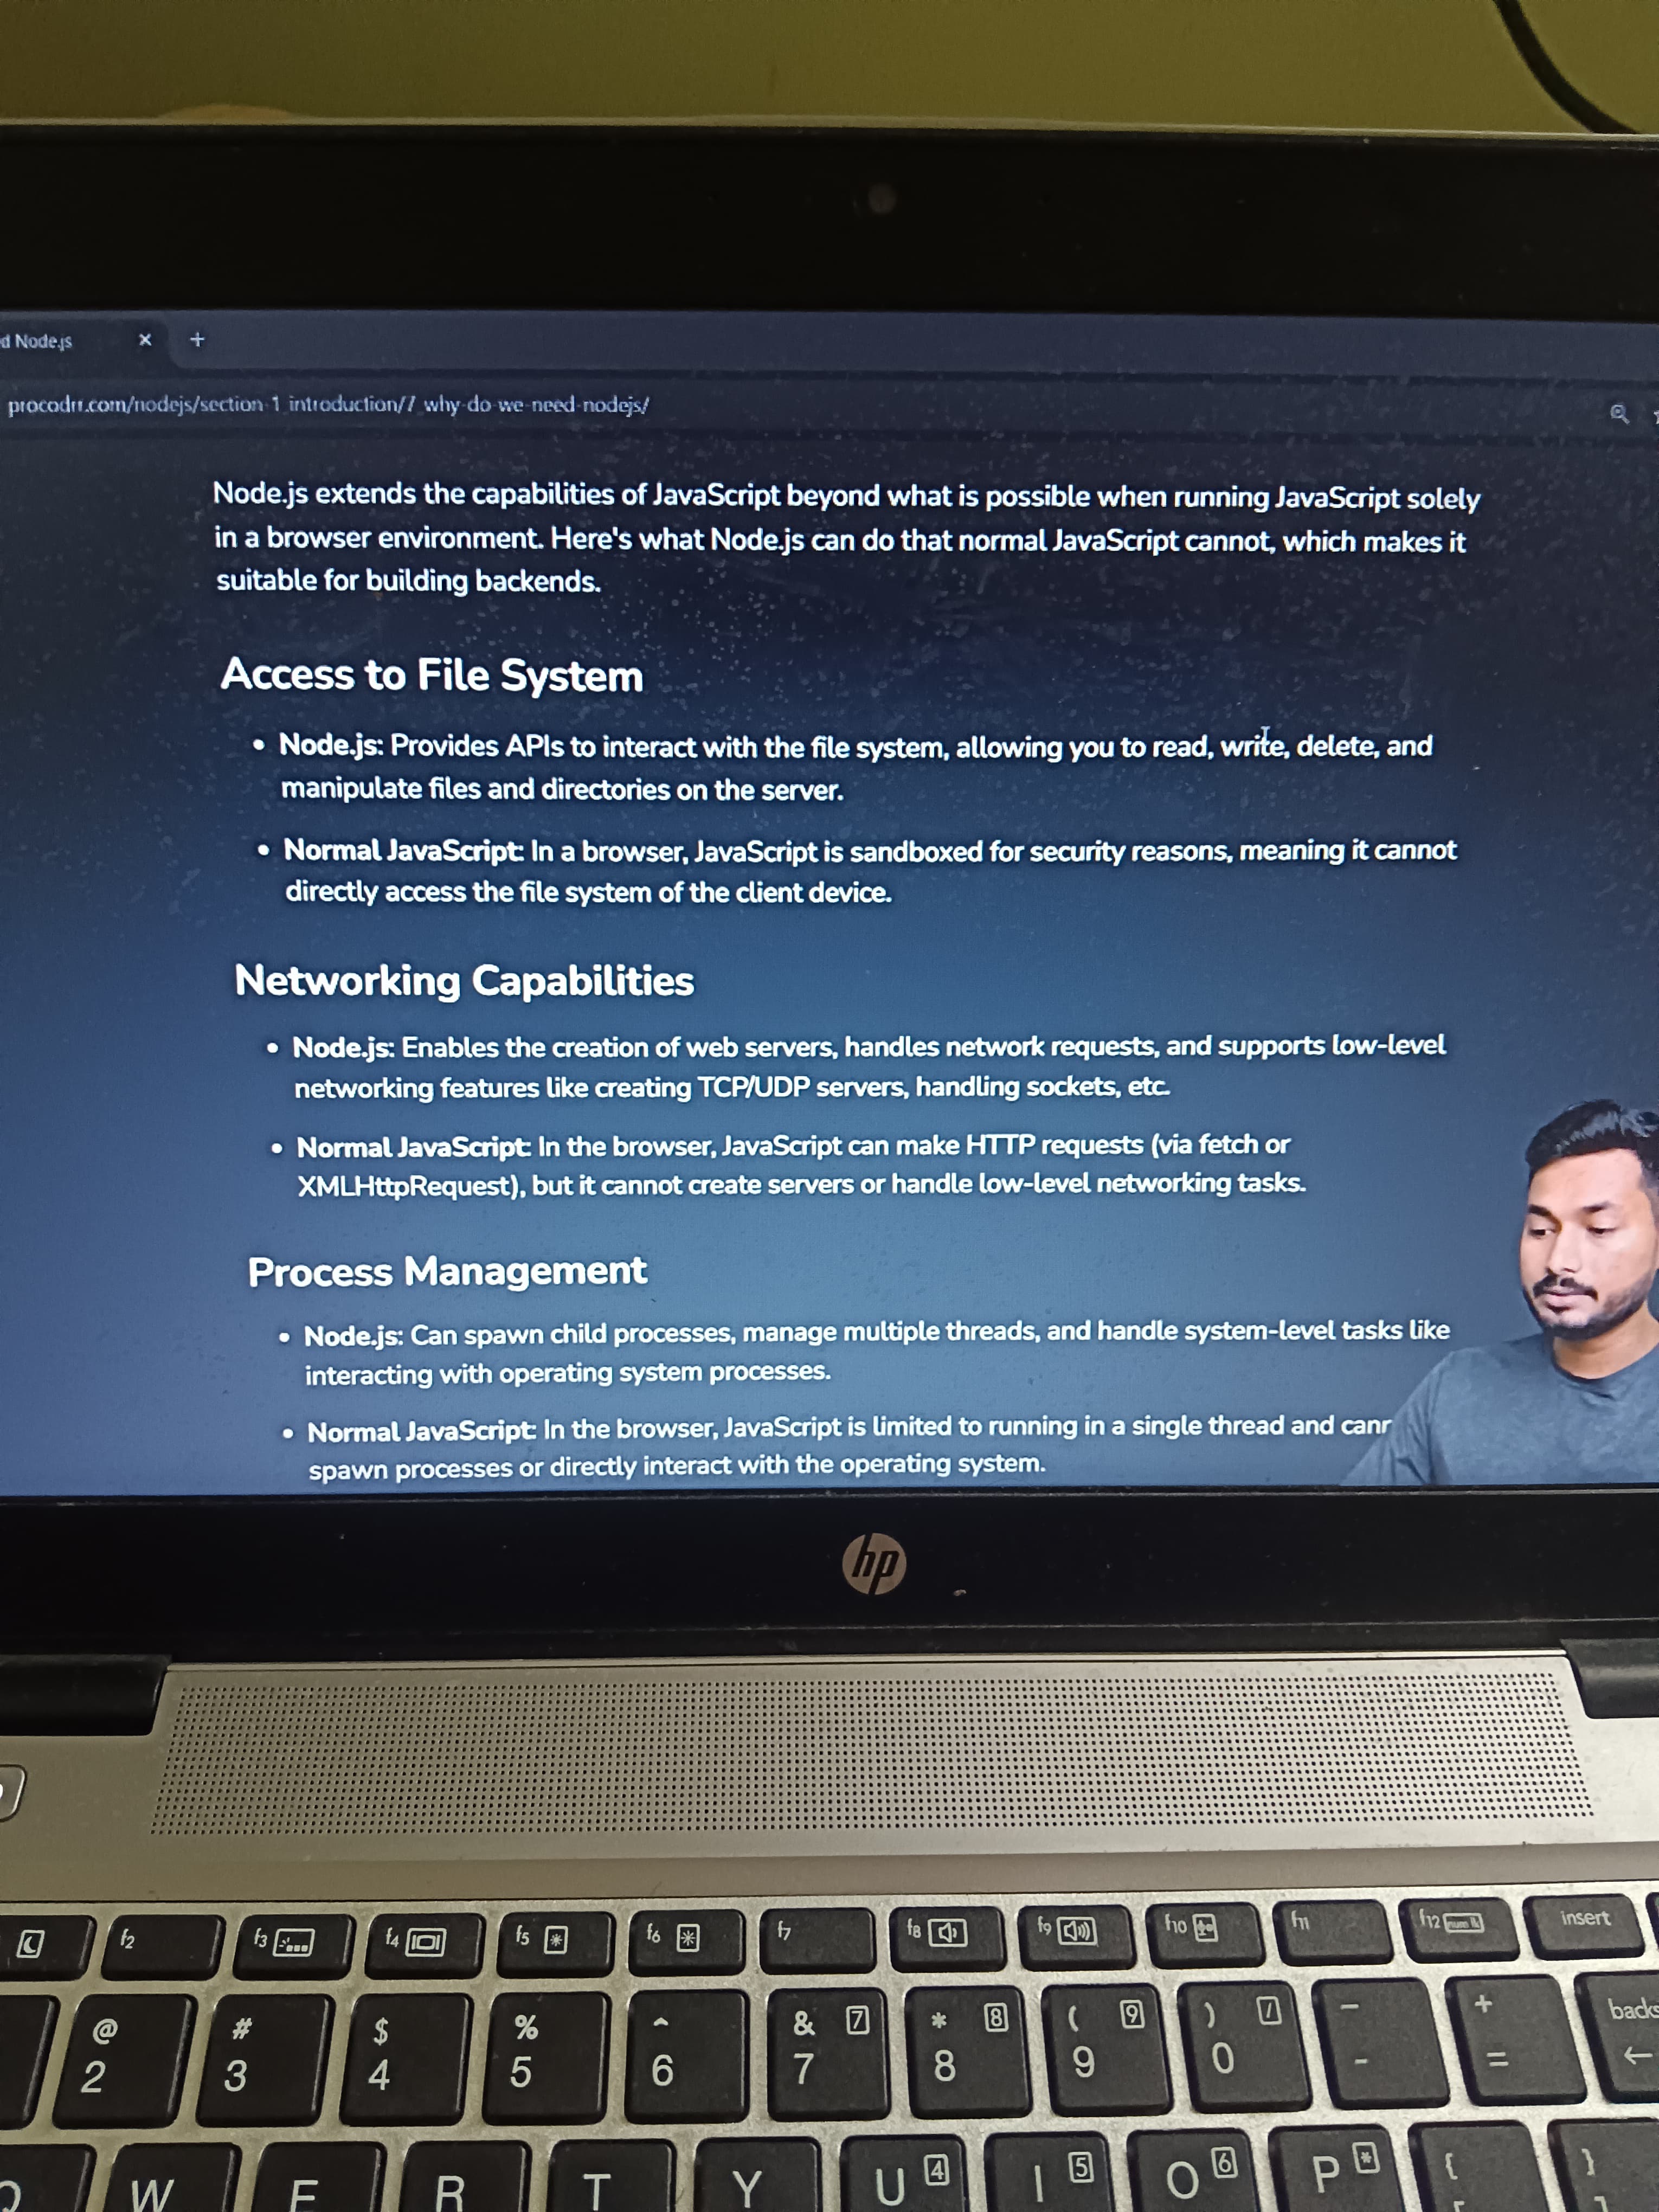 d Node.js × +
procodrr.com/nodejs/section-1 introduction/7 why-do-we-need-nodejs/
Node.js extends the capabilities of JavaScript beyond what is possible when running JavaScript solely
in a browser environment. Here's what Node.js can do that normal JavaScript cannot, which makes it
suitable for building backends.
Access to File System
• Node.js: Provides APIs to interact with the file system, allowing you to read, write, delete, and
manipulate files and directories on the server.
• Normal JavaScript: In a browser, JavaScript is sandboxed for security reasons, meaning it cannot
directly access the file system of the client device.
Networking Capabilities
• Node.js: Enables the creation of web servers, handles network requests, and supports low-level
networking features like creating TCP/UDP servers, handling sockets, etc.
• Normal JavaScript: In the browser, JavaScript can make HTTP requests (via fetch or
XMLHttpRequest), but it cannot create servers or handle low-level networking tasks.
Process Management
• Node.js: Can spawn child processes, manage multiple threads, and handle system-level tasks like
interacting with operating system processes.
• Normal JavaScript: In the browser, JavaScript is limited to running in a single thread and cann
spawn processes or directly interact with the operating system.
hp
f2 f3 f4 f5 f6 f7 f8 f9 f10 f11 f12 insert
@ # $ % ^ & 7 * 8 ( 9 ) / _ + backs
2 3 4 5 6 7 8 9 0 - = ←
W E R T Y U 4 I 5 O 6 P * { }